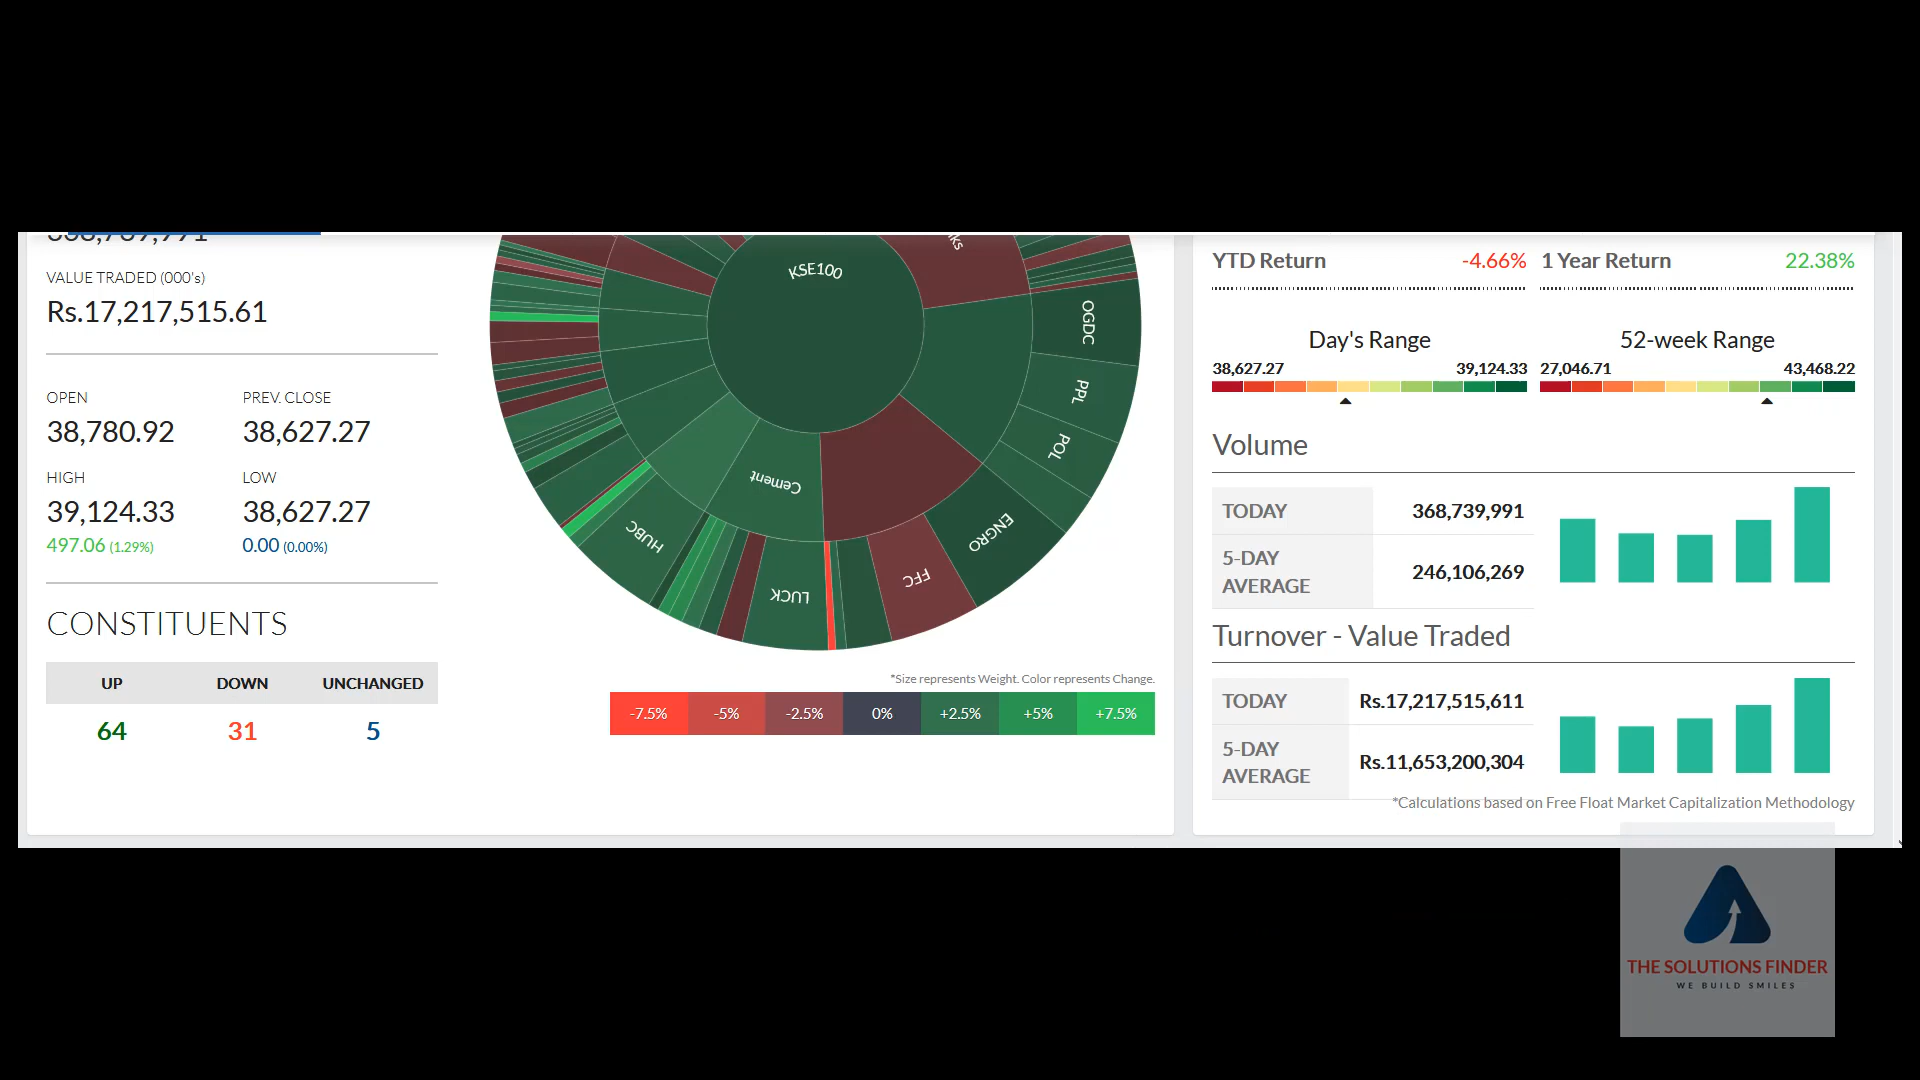 VALUE TRADED (000's)
Rs.17,217,515.61
OPEN
38,780.92
PREV. CLOSE
38,627.27
HIGH
39,124.33
497.06 (1.29%)
LOW
38,627.27
0.00 (0.00%)
CONSTITUENTS
UP DOWN UNCHANGED
64 31 5
KSE100
OGDC
PPL
POL
ENGRO
FFC
LUCK
HUBC
Cement
*Size represents Weight. Color represents Change.
-7.5% -5% -2.5% 0% +2.5% +5% +7.5%
YTD Return -4.66% 1 Year Return 22.38%
Day's Range
38,627.27 39,124.33
52-week Range
27,046.71 43,468.22
Volume
TODAY 368,739,991
5-DAY
AVERAGE
246,106,269
Turnover - Value Traded
TODAY Rs.17,217,515,611
5-DAY
AVERAGE
Rs.11,653,200,304
*Calculations based on Free Float Market Capitalization Methodology
THE SOLUTIONS FINDER
WE BUILD SMILES